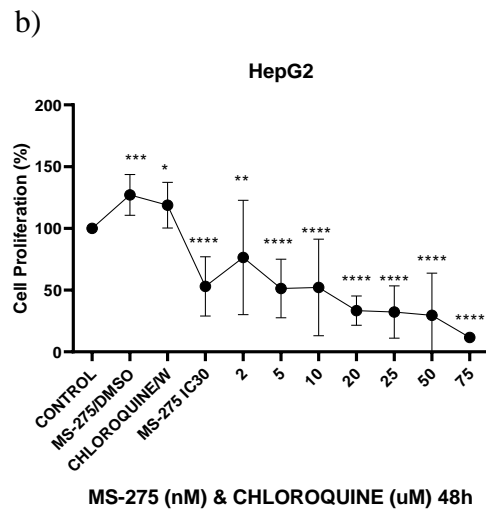 b)
HepG2
Cell Proliferation (%)
200
150
100
50
0
***
*
****
**
****
****
****
****
****
****
CONTROL
MS-275/DMSO
CHLOROQUINE/W
MS-275 IC30
2
5
10
20
25
50
75
MS-275 (nM) & CHLOROQUINE (uM) 48h